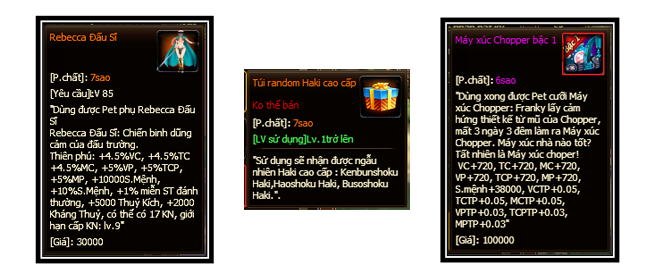 Rebecca Đấu Sĩ
[P.chất]: 7sao
[Yêu cầu]:LV 85
"Dùng được Pet phụ Rebecca Đấu
Sĩ
Rebecca Đấu Sĩ: Chiến binh dũng
cảm của đấu trường.
Thiên phú: +4.5%VC, +4.5%TC
+4.5%MC, +5%VP, +5%TCP,
+5%MP, +10000S.Mệnh,
+10%S.Mệnh, +1% miễn ST đánh
thường, +5000 Thuỷ Kích, +2000
Kháng Thuỷ, có thể có 17 KN, giới
hạn cấp KN: lv.9"
[Giá]: 30000
Túi random Haki cao cấp
Ko thể bán
[P.chất]: 7sao
[LV sử dụng]Lv.1trở lên
"Sử dụng sẽ nhận được ngẫu
nhiên Haki cao cấp : Kenbunshoku
Haki,Haoshoku Haki, Busoshoku
Haki.".
Máy xúc Chopper bậc 1
[P.chất]: 6sao
"Dùng xong được Pet cưỡi Máy
xúc Chopper: Franky lấy cảm
hứng thiết kế từ mũ của Chopper,
mất 3 ngày 3 đêm làm ra Máy xúc
Chopper. Máy xúc nhà nào tốt?
Tất nhiên là Máy xúc choper!
VC+720, TC+720, MC+720,
VP+720, TCP+720, MP+720,
S.mệnh+38000, VCTP+0.05,
TCTP+0.05, MCTP+0.05,
VPTP+0.03, TCPTP+0.03,
MPTP+0.03"
[Giá]: 100000